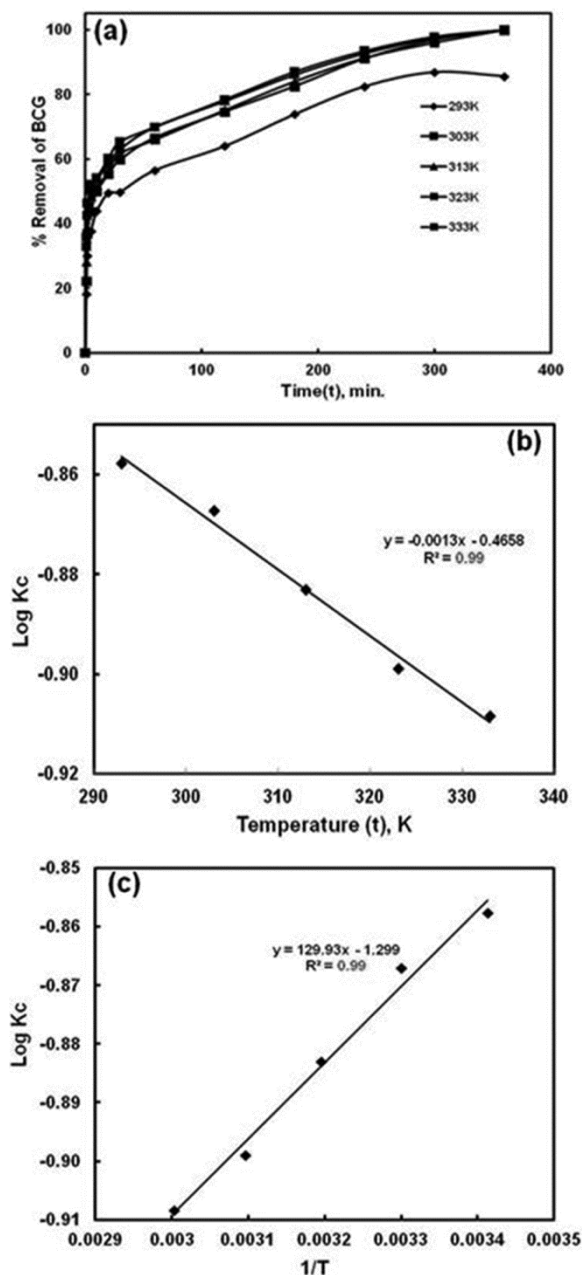 (a)
% Removal of BCG
100
80
60
40
20
0
293K
303K
313K
323K
333K
0 100 200 300 400
Time(t), min.
(b)
Log Kc
-0.86
-0.88
-0.90
-0.92
y = -0.0013x - 0.4658
R² = 0.99
290 300 310 320 330 340
Temperature (t), K
(c)
Log Kc
-0.85
-0.86
-0.87
-0.88
-0.89
-0.90
-0.91
y = 129.93x - 1.299
R² = 0.99
0.0029 0.003 0.0031 0.0032 0.0033 0.0034 0.0035
1/T